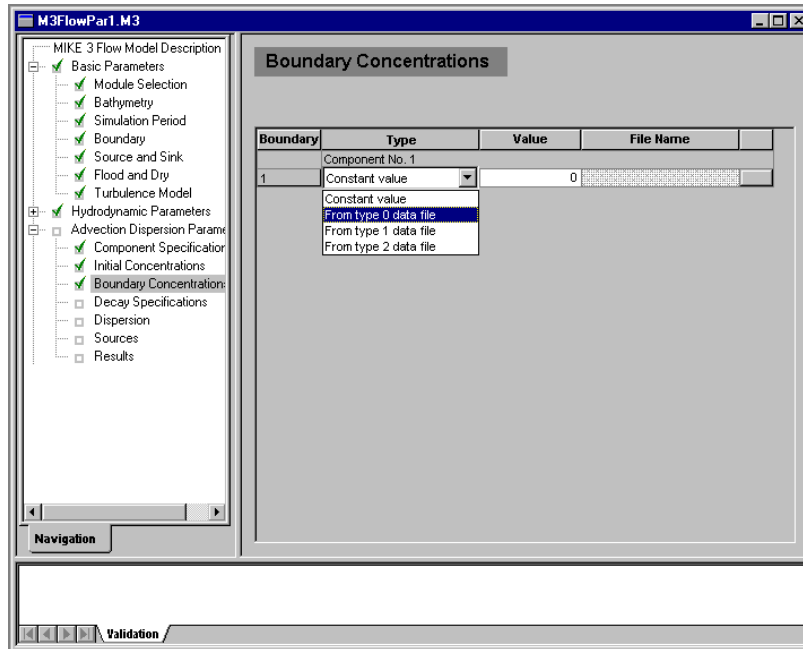 M3FlowPar1.M3
MIKE 3 Flow Model Description
Basic Parameters
Module Selection
Bathymetry
Simulation Period
Boundary
Source and Sink
Flood and Dry
Turbulence Model
Hydrodynamic Parameters
Advection Dispersion Parame
Component Specification
Initial Concentrations
Boundary Concentrations
Decay Specifications
Dispersion
Sources
Results
Navigation
Boundary Concentrations
Boundary Type Value File Name
Component No. 1
1 Constant value 0
Constant value
From type 0 data file
From type 1 data file
From type 2 data file
Validation